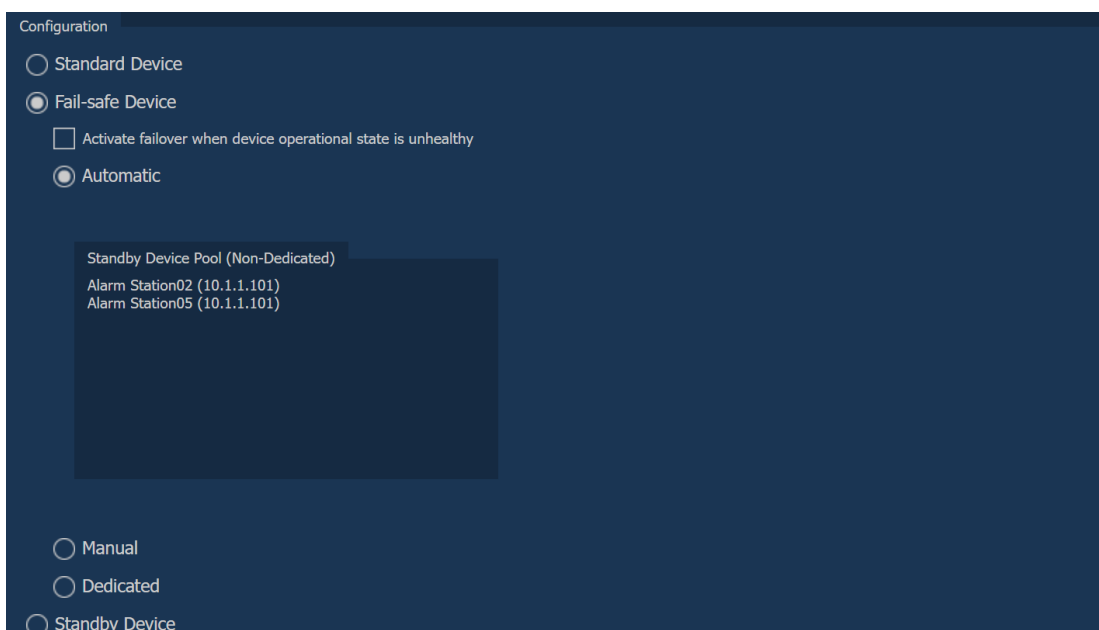 Configuration
Standard Device
Fail-safe Device
Activate failover when device operational state is unhealthy
Automatic
Standby Device Pool (Non-Dedicated)
Alarm Station02 (10.1.1.101)
Alarm Station05 (10.1.1.101)
Manual
Dedicated
Standby Device